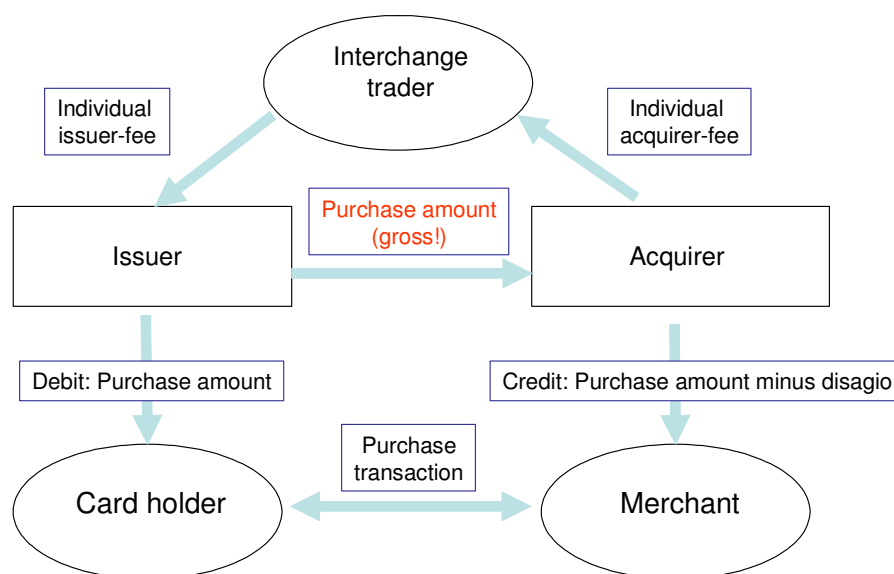 Interchange
trader
Individual
issuer-fee
Individual
acquirer-fee
Purchase amount
(gross!)
Issuer
Acquirer
Debit: Purchase amount
Credit: Purchase amount minus disagio
Purchase
transaction
Card holder
Merchant